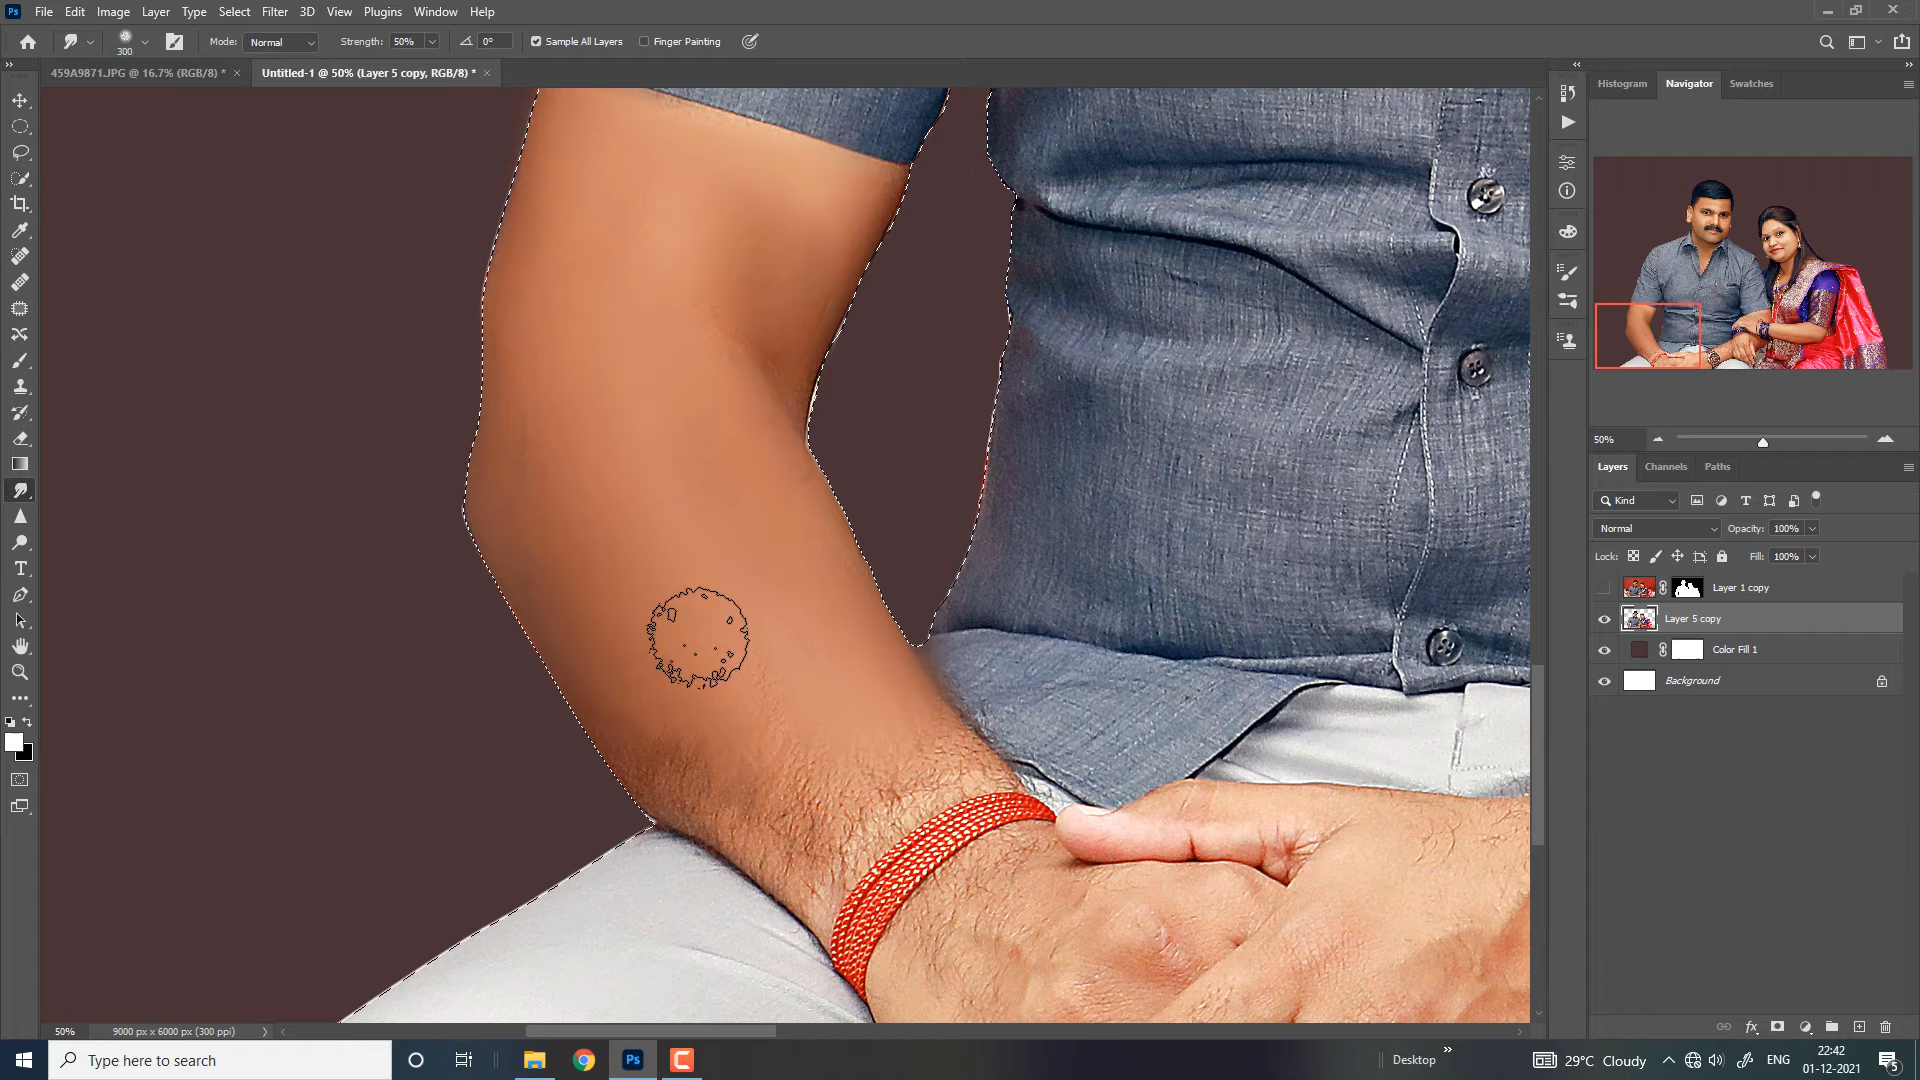 Ps File Edit Image Layer Type Select Filter 3D View Plugins Window Help
300 Mode: Normal Strength: 50% 0° Sample All Layers Finger Painting
459A9871.JPG @ 16.7% (RGB/8) * × Untitled-1 @ 50% (Layer 5 copy, RGB/8) * ×
Histogram Navigator Swatches
50%
Layers Channels Paths
Kind
Normal Opacity: 100%
Lock: Fill: 100%
Layer 1 copy
Layer 5 copy
Color Fill 1
Background
50% 9000 px x 6000 px (300 ppi)
Type here to search
Ps
Desktop
29°C Cloudy
ENG
22:42
01-12-2021
5